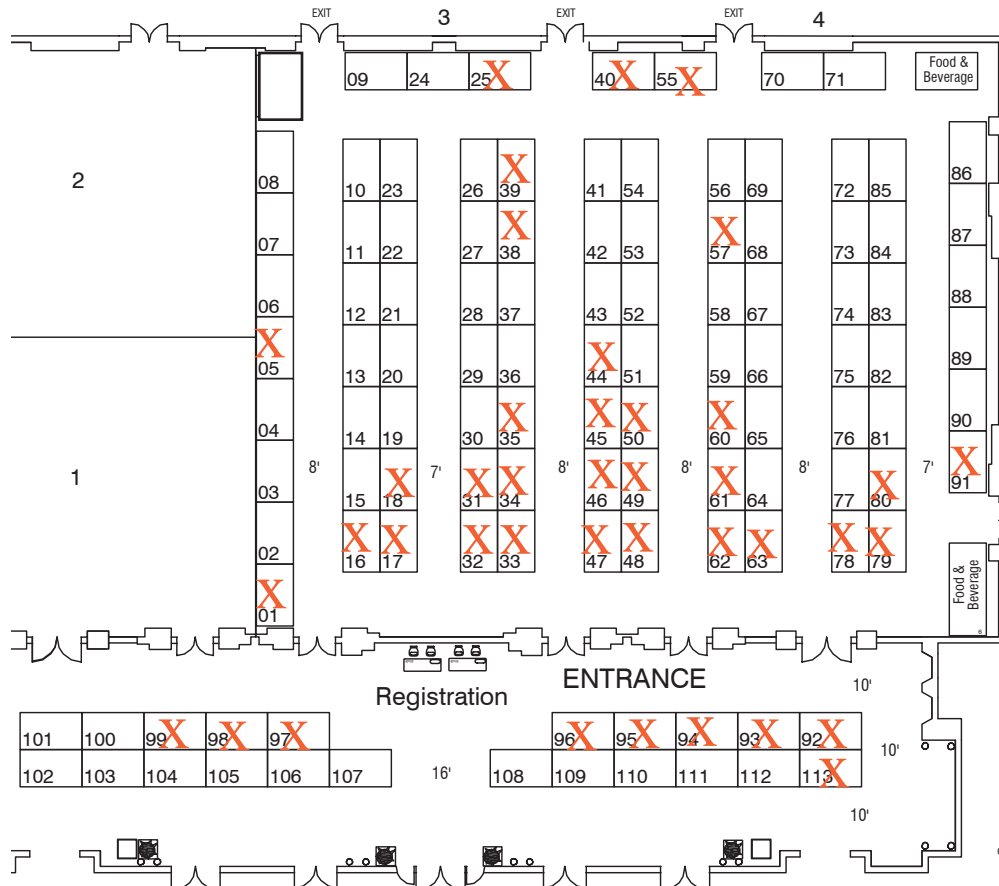 EXIT 3 EXIT EXIT 4
09 24 25 X 40 X 55 X 70 71 Food &
Beverage
2
08 10 23 26 39 X 41 54 56 69 72 85 86
07 11 22 27 38 X 42 53 57 X 68 73 84 87
06 12 21 28 37 43 52 58 67 74 83 88
05 X 13 20 29 36 44 X 51 59 66 75 82 89
04 14 19 30 35 X 45 X 50 X 60 X 65 76 81 90
1 8' 7' 8' 8' 8' 7'
03 15 18 X 31 X 34 X 46 X 49 X 61 X 64 77 80 X 91 X
02 16 X 17 X 32 X 33 X 47 X 48 X 62 X 63 X 78 X 79 X
01 X
Food &
Beverage
Registration ENTRANCE 10'
101 100 99 X 98 X 97 X 96 X 95 X 94 X 93 X 92 X 10'
102 103 104 105 106 107 16' 108 109 110 111 112 113 X
10'